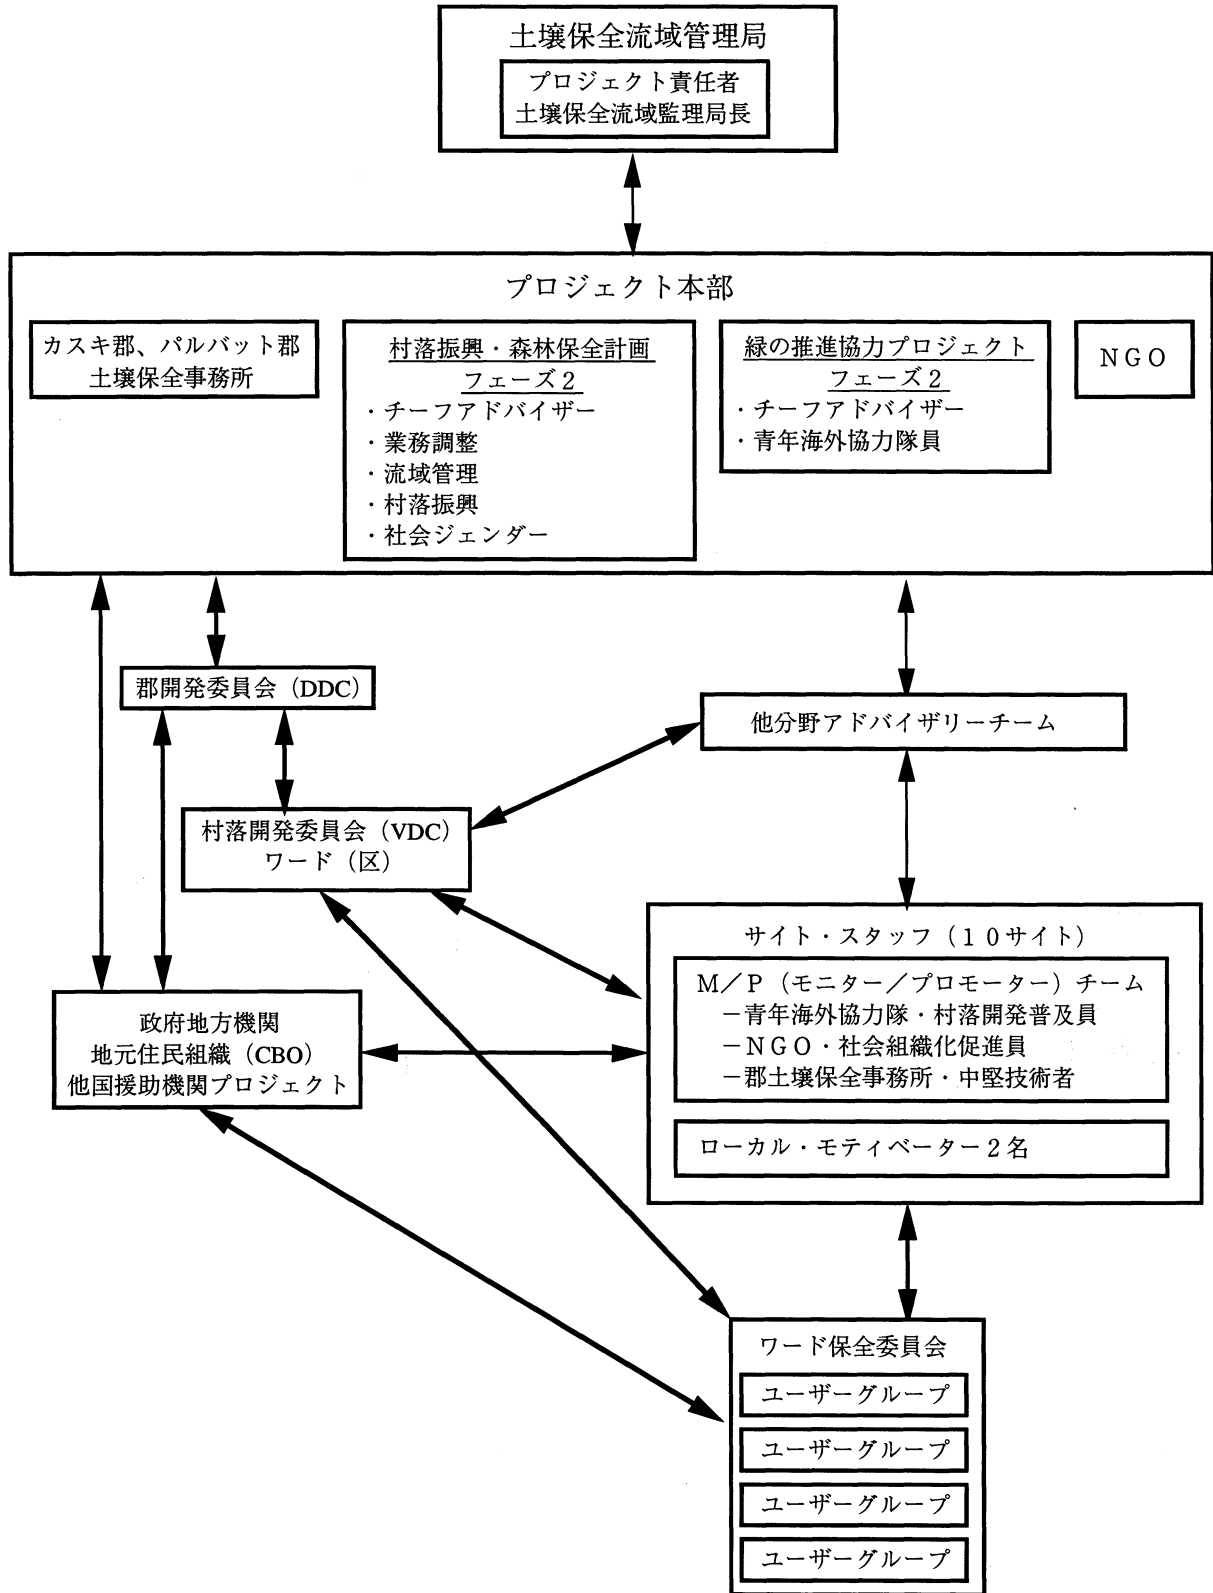 土壌保全流域管理局
プロジェクト責任者
土壌保全流域監理局長
プロジェクト本部
カスキ郡、パルバット郡
土壌保全事務所
村落振興・森林保全計画
フェーズ２
・チーフアドバイザー
・業務調整
・流域管理
・村落振興
・社会ジェンダー
緑の推進協力プロジェクト
フェーズ２
・チーフアドバイザー
・青年海外協力隊員
ＮＧＯ
郡開発委員会（DDC）
他分野アドバイザリーチーム
村落開発委員会（VDC）
ワード（区）
サイト・スタッフ（１０サイト）
Ｍ／Ｐ（モニター／プロモーター）チーム
－青年海外協力隊・村落開発普及員
－ＮＧＯ・社会組織化促進員
－郡土壌保全事務所・中堅技術者
ローカル・モティベーター２名
政府地方機関
地元住民組織（CBO）
他国援助機関プロジェクト
ワード保全委員会
ユーザーグループ
ユーザーグループ
ユーザーグループ
ユーザーグループ